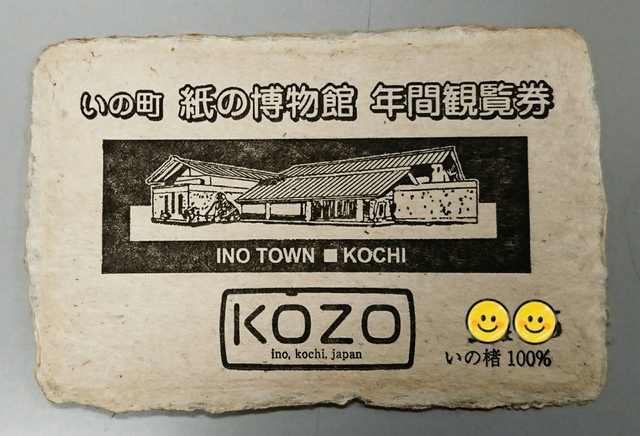 いの町 紙の博物館 年間観覧券
INO TOWN ■ KOCHI
KŌZO
ino, kochi, japan
いの楮 100%